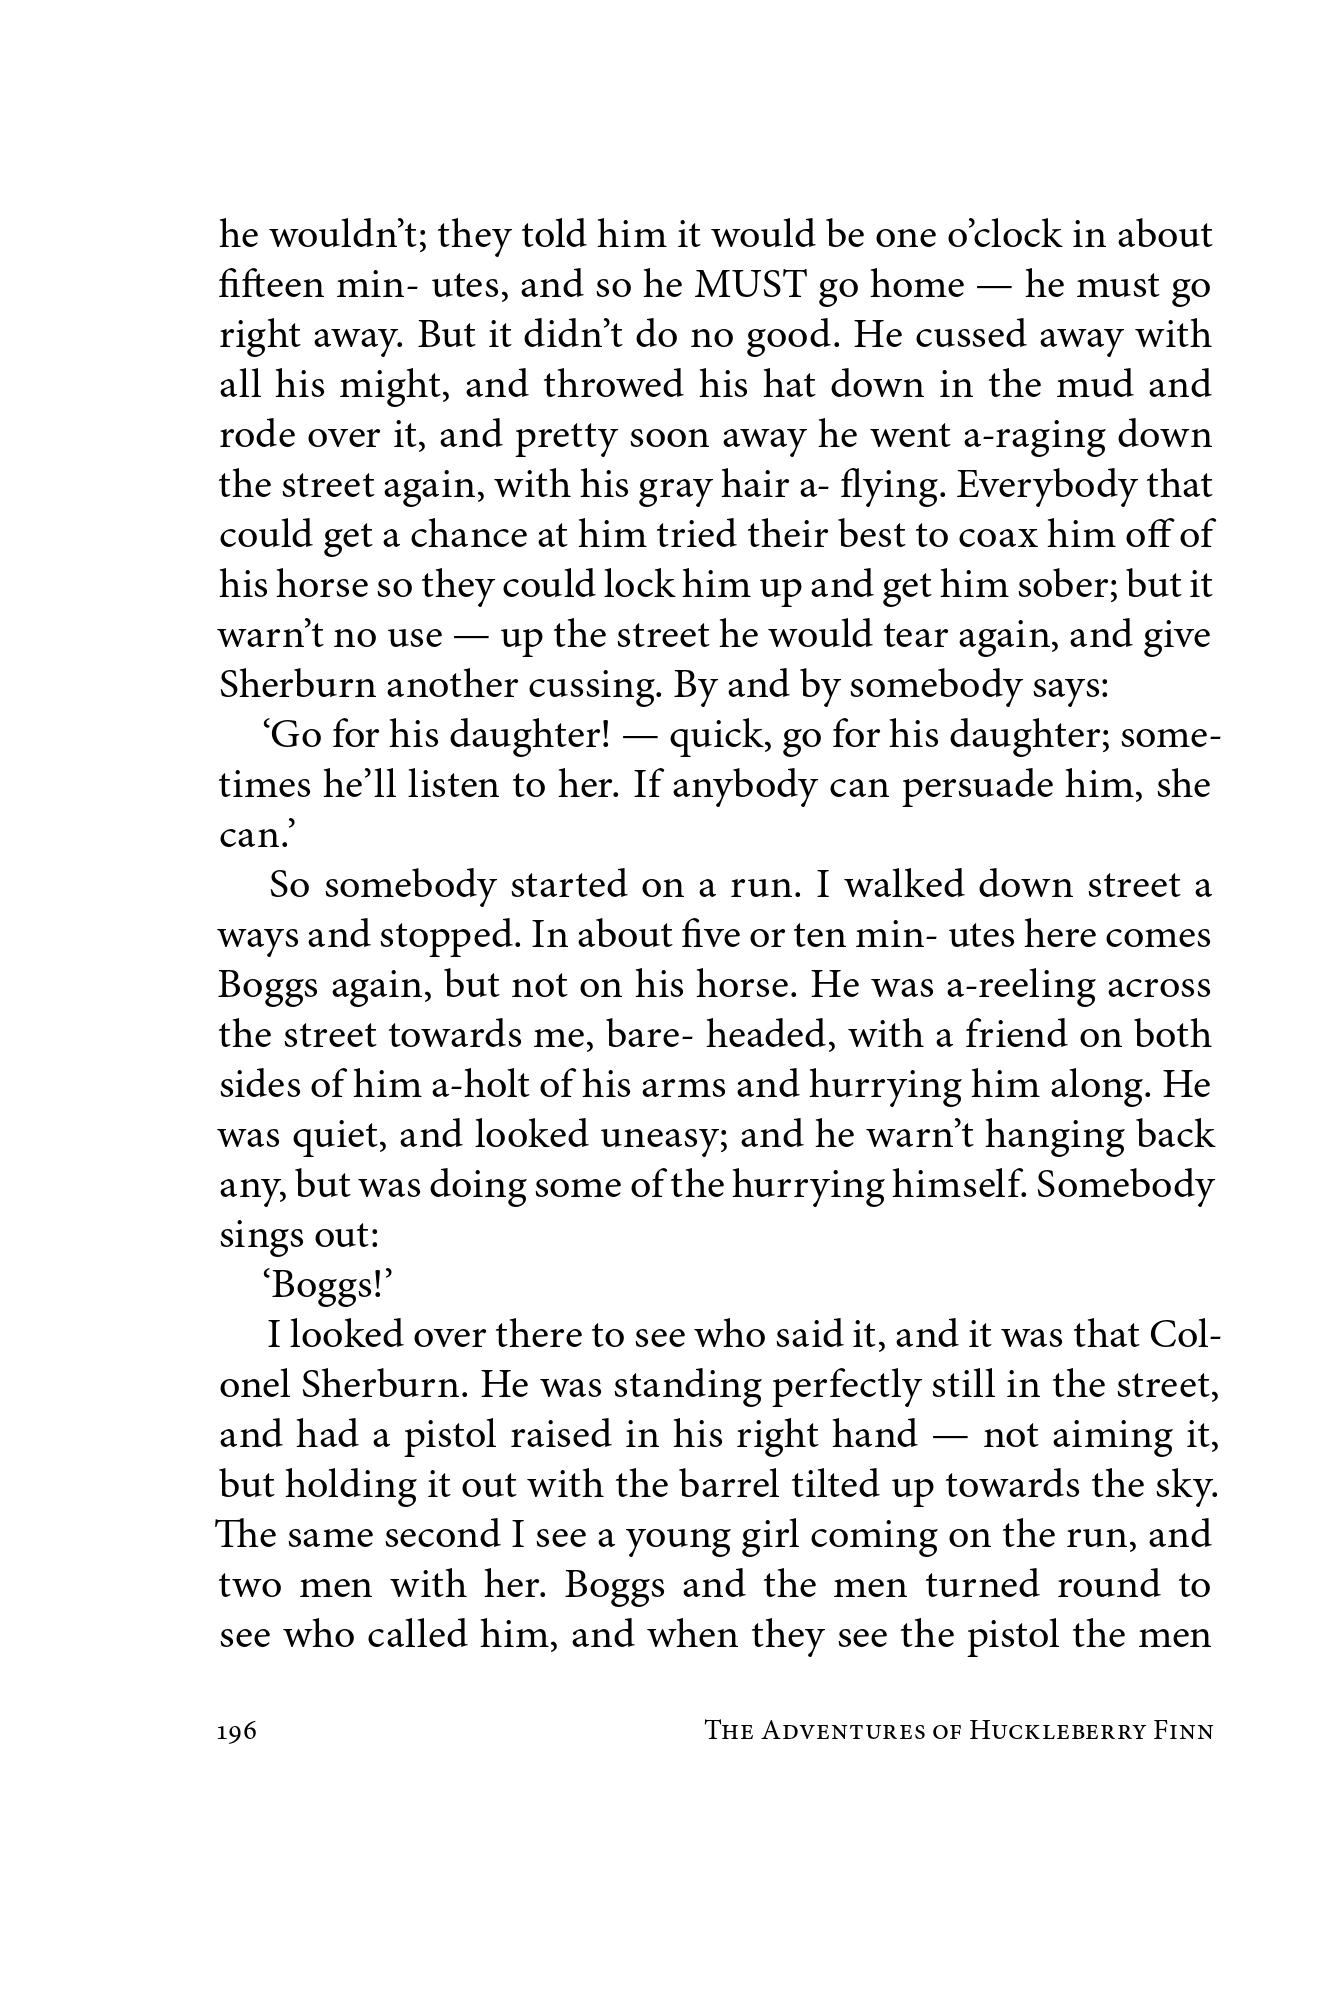 he wouldn’t; they told him it would be one o’clock in about
fifteen min- utes, and so he MUST go home — he must go
right away. But it didn’t do no good. He cussed away with
all his might, and throwed his hat down in the mud and
rode over it, and pretty soon away he went a-raging down
the street again, with his gray hair a- flying. Everybody that
could get a chance at him tried their best to coax him off of
his horse so they could lock him up and get him sober; but it
warn’t no use — up the street he would tear again, and give
Sherburn another cussing. By and by somebody says:
‘Go for his daughter! — quick, go for his daughter; some-
times he’ll listen to her. If anybody can persuade him, she
can.’
So somebody started on a run. I walked down street a
ways and stopped. In about five or ten min- utes here comes
Boggs again, but not on his horse. He was a-reeling across
the street towards me, bare- headed, with a friend on both
sides of him a-holt of his arms and hurrying him along. He
was quiet, and looked uneasy; and he warn’t hanging back
any, but was doing some of the hurrying himself. Somebody
sings out:
‘Boggs!’
I looked over there to see who said it, and it was that Col-
onel Sherburn. He was standing perfectly still in the street,
and had a pistol raised in his right hand — not aiming it,
but holding it out with the barrel tilted up towards the sky.
The same second I see a young girl coming on the run, and
two men with her. Boggs and the men turned round to
see who called him, and when they see the pistol the men
196 The Adventures of Huckleberry Finn